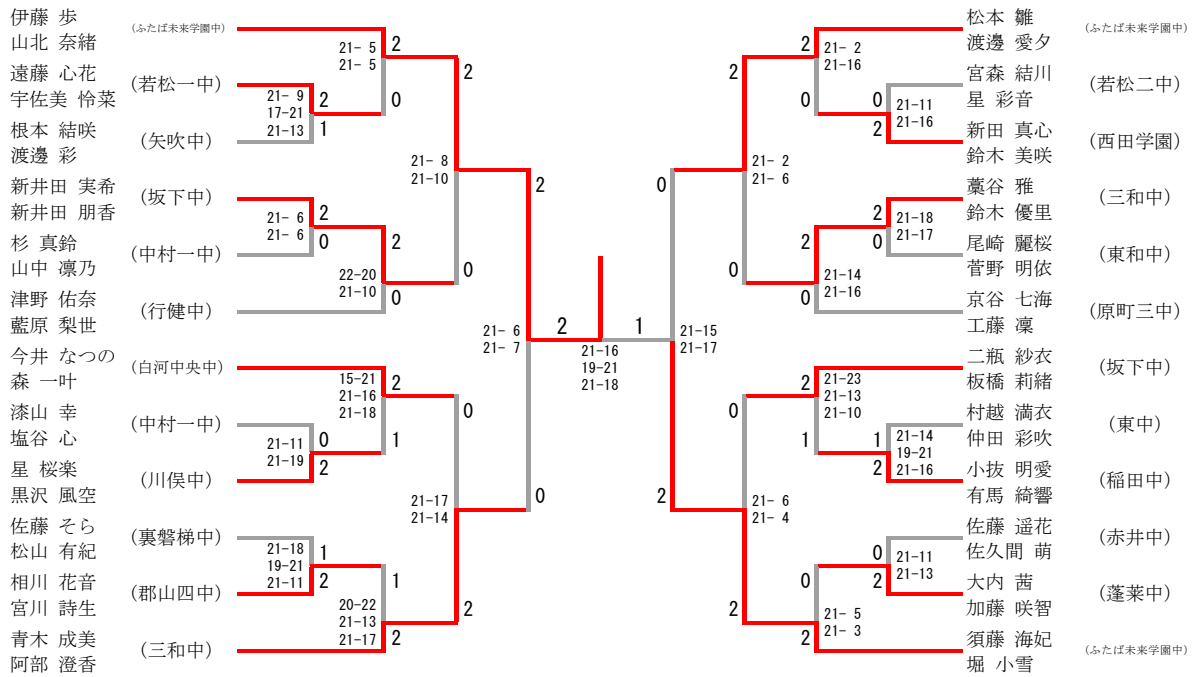 伊藤 歩
山北 奈緒
(ふたば未来学園中)
遠藤 心花
宇佐美 怜菜
(若松一中)
根本 結咲
渡邊 彩
(矢吹中)
新井田 実希
新井田 朋香
(坂下中)
杉 真鈴
山中 凛乃
(中村一中)
津野 佑奈
藍原 梨世
(行健中)
今井 なつの
森 一叶
(白河中央中)
漆山 幸
塩谷 心
(中村一中)
星 桜楽
黒沢 風空
(川俣中)
佐藤 そら
松山 有紀
(裏磐梯中)
相川 花音
宮川 詩生
(郡山四中)
青木 成美
阿部 澄香
(三和中)
21- 9
17-21
21-13
2
1
21- 6
21- 6
2
0
21-11
21-19
0
2
21-18
19-21
21-11
1
2
21- 5
21- 5
2
0
22-20
21-10
2
0
15-21
21-16
21-18
2
1
20-22
21-13
21-17
1
2
21- 8
21-10
2
0
21-17
21-14
0
2
21- 6
21- 7
2
0
2
1
21-16
19-21
21-18
21-15
21-17
0
2
21- 2
21- 6
2
0
21- 6
21- 4
0
2
21- 2
21-16
2
0
21-14
21-16
2
0
21-23
21-13
21-10
2
1
21- 5
21- 3
0
2
21-11
21-16
0
2
21-18
21-17
2
0
21-14
19-21
21-16
1
2
21-11
21-13
0
2
松本 雛
渡邊 愛夕
(ふたば未来学園中)
宮森 結川
星 彩音
(若松二中)
新田 真心
鈴木 美咲
(西田学園)
藁谷 雅
鈴木 優里
(三和中)
尾崎 麗桜
菅野 明依
(東和中)
京谷 七海
工藤 凜
(原町三中)
二瓶 紗衣
板橋 莉緒
(坂下中)
村越 満衣
仲田 彩吹
(東中)
小抜 明愛
有馬 綺響
(稲田中)
佐藤 遥花
佐久間 萌
(赤井中)
大内 茜
加藤 咲智
(蓬莱中)
須藤 海妃
堀 小雪
(ふたば未来学園中)